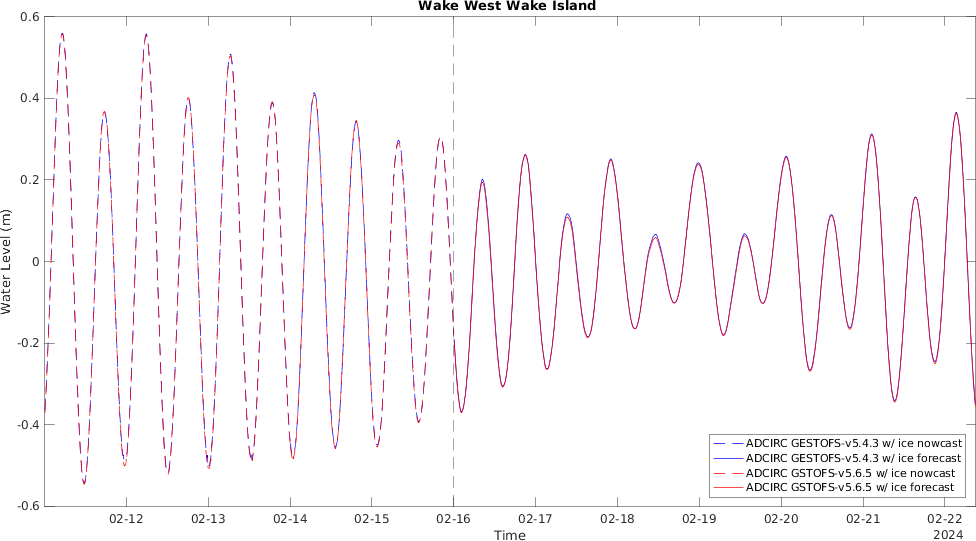 Wake West Wake Island
0.6
0.4
0.2
0
-0.2
-0.4
-0.6
Water Level (m)
ADCIRC GESTOFS-v5.4.3 w/ ice nowcast
ADCIRC GESTOFS-v5.4.3 w/ ice forecast
ADCIRC GSTOFS-v5.6.5 w/ ice nowcast
ADCIRC GSTOFS-v5.6.5 w/ ice forecast
02-12 02-13 02-14 02-15 02-16 02-17 02-18 02-19 02-20 02-21 02-22
Time
2024